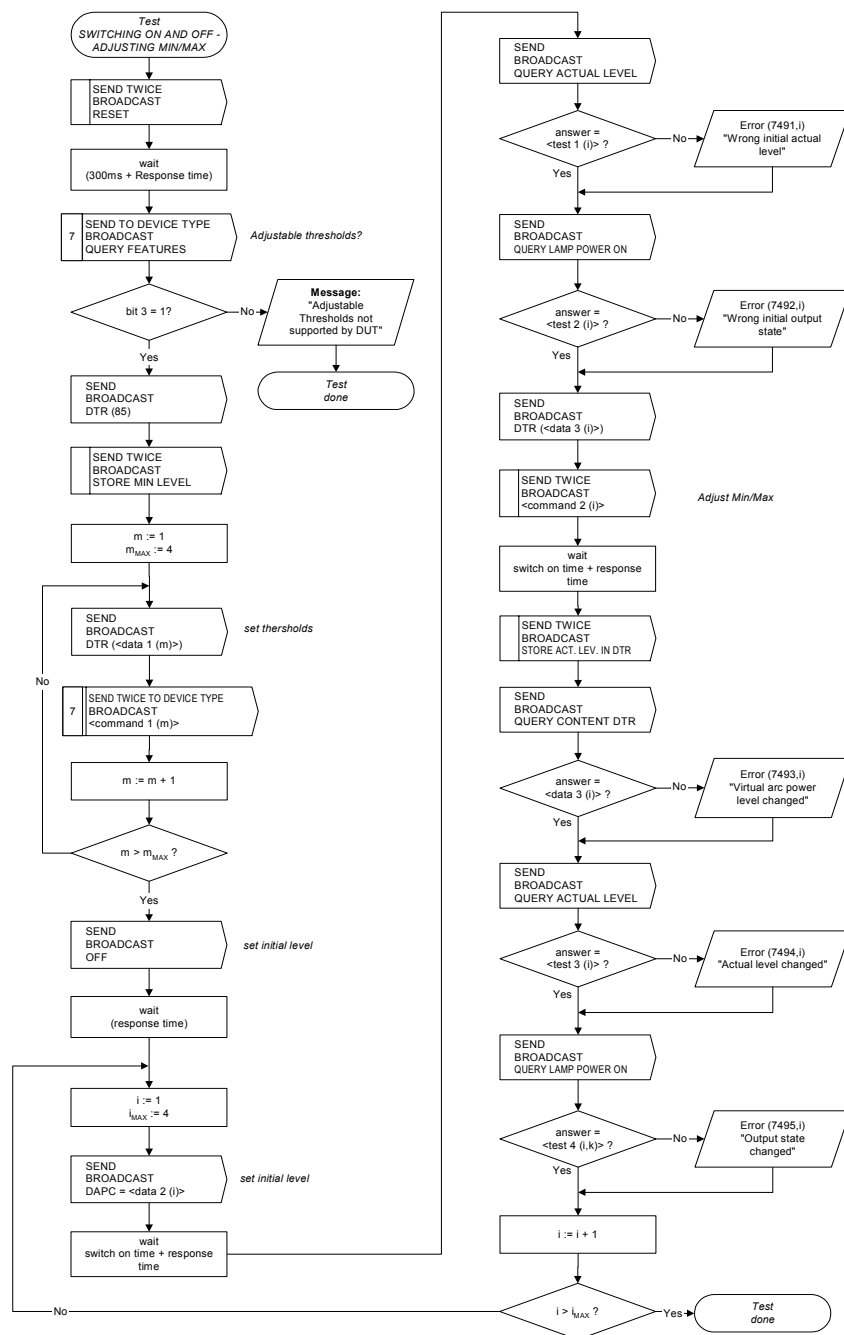 Test
SWITCHING ON AND OFF -
ADJUSTING MIN/MAX
SEND TWICE
BROADCAST
RESET
wait
(300ms + Response time)
7
SEND TO DEVICE TYPE
BROADCAST
QUERY FEATURES
Adjustable thresholds?
bit 3 = 1?
No
Message:
"Adjustable
Thresholds not
supported by DUT"
Test
done
Yes
SEND
BROADCAST
DTR (85)
SEND TWICE
BROADCAST
STORE MIN LEVEL
m := 1
mMAX := 4
SEND
BROADCAST
DTR (<data 1 (m)>)
set thersholds
No
7
SEND TWICE TO DEVICE TYPE
BROADCAST
<command 1 (m)>
m := m + 1
m > mMAX ?
Yes
SEND
BROADCAST
OFF
set initial level
wait
(response time)
i := 1
iMAX := 4
SEND
BROADCAST
DAPC = <data 2 (i)>
set initial level
wait
switch on time + response
time
SEND
BROADCAST
QUERY ACTUAL LEVEL
answer =
<test 1 (i)> ?
No
Error (7491,i)
"Wrong initial actual
level"
Yes
SEND
BROADCAST
QUERY LAMP POWER ON
answer =
<test 2 (i)> ?
No
Error (7492,i)
"Wrong initial output
state"
Yes
SEND
BROADCAST
DTR (<data 3 (i)>)
SEND TWICE
BROADCAST
<command 2 (i)>
Adjust Min/Max
wait
switch on time + response
time
SEND TWICE
BROADCAST
STORE ACT. LEV. IN DTR
SEND
BROADCAST
QUERY CONTENT DTR
answer =
<data 3 (i)> ?
No
Error (7493,i)
"Virtual arc power
level changed"
Yes
SEND
BROADCAST
QUERY ACTUAL LEVEL
answer =
<test 3 (i)> ?
No
Error (7494,i)
"Actual level changed"
Yes
SEND
BROADCAST
QUERY LAMP POWER ON
answer =
<test 4 (i,k)> ?
No
Error (7495,i)
"Output state
changed"
Yes
i := i + 1
i > iMAX ?
No
Yes
Test
done